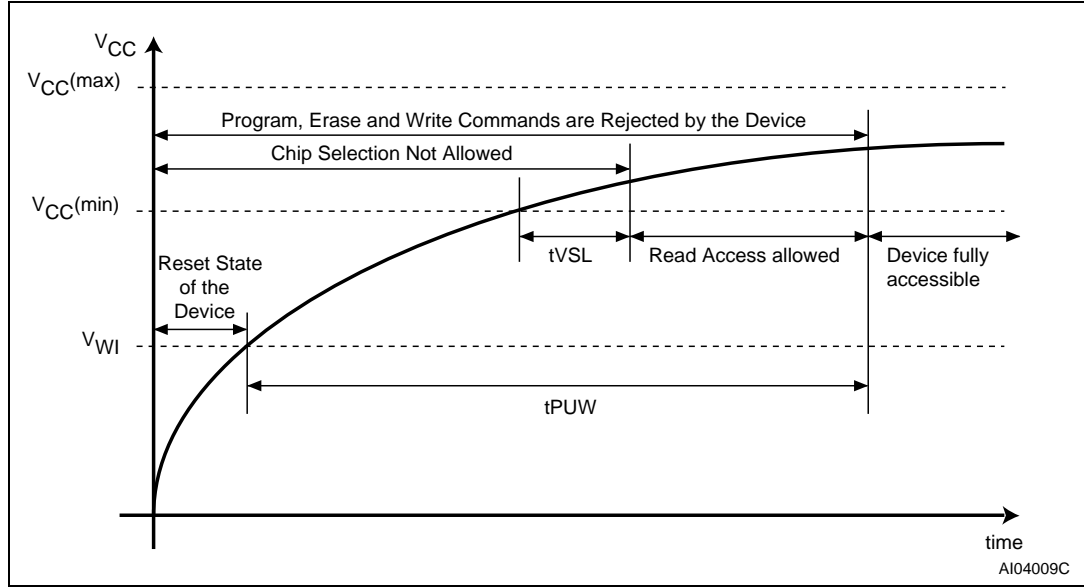 VCC
VCC(max)
Program, Erase and Write Commands are Rejected by the Device
Chip Selection Not Allowed
VCC(min)
tVSL
Read Access allowed
Device fully
accessible
Reset State
of the
Device
VWI
tPUW
time
AI04009C